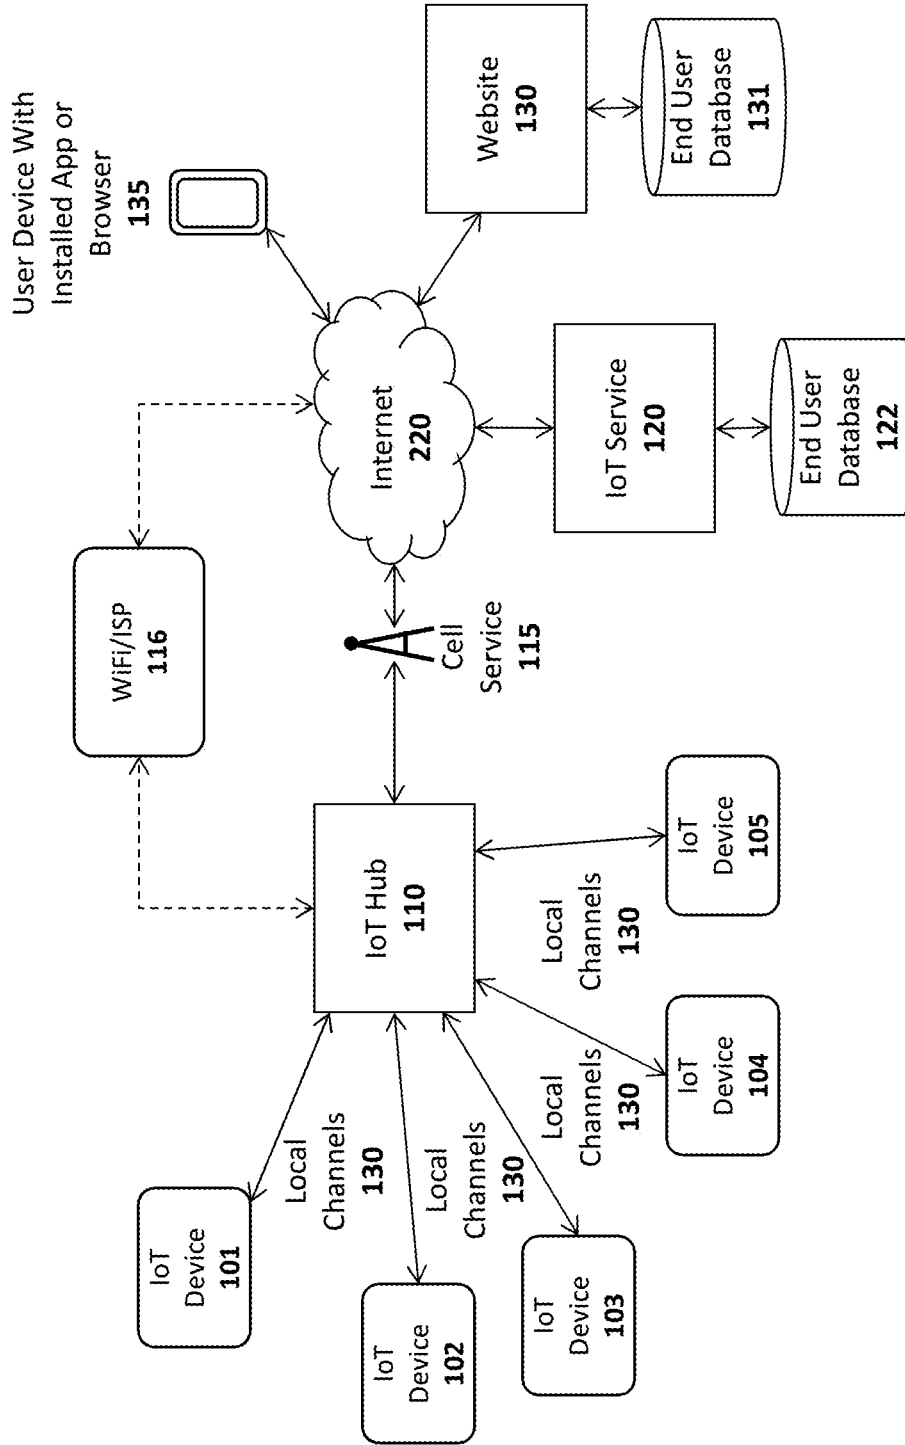 User Device With
Installed App or
Browser
135
WiFi/ISP
116
IoT
Device
101
Local
Channels
130
IoT
Device
102
Local
Channels
130
IoT
Device
103
IoT Hub
110
Cell
Service
115
Internet
220
Website
130
End User
Database
131
Local
Channels
130
IoT
Device
104
Local
Channels
130
IoT
Device
105
IoT Service
120
End User
Database
122